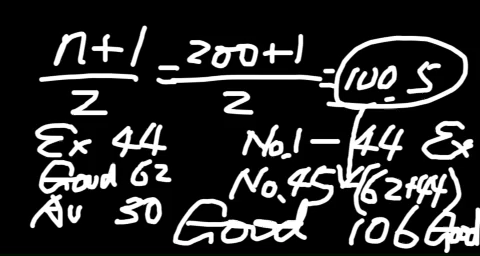 n+1/2 = 200+1/2 = 100.5
Ex 44 No.1 – 44 Ex
Good 62 No.45 (62+44)
Av 30 Good 106 Good